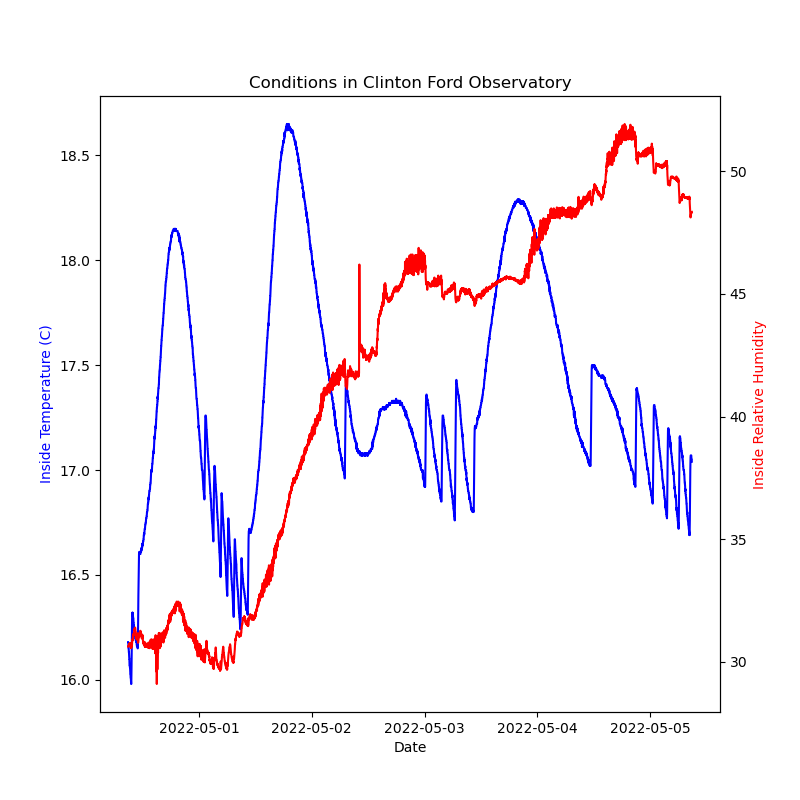 Conditions in Clinton Ford Observatory
Inside Temperature (C)
18.5
18.0
17.5
17.0
16.5
16.0
50
45
40
35
30
Inside Relative Humidity
2022-05-01 2022-05-02 2022-05-03 2022-05-04 2022-05-05
Date